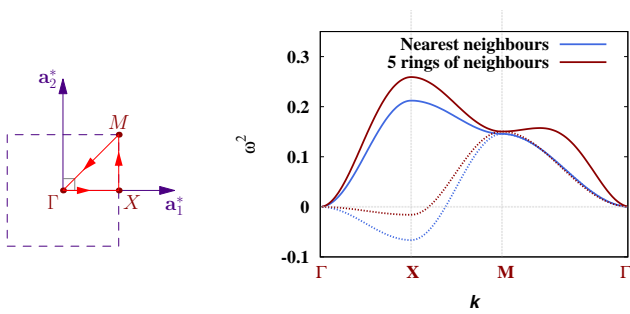 a₂*
M
Γ
X
a₁*
Nearest neighbours
5 rings of neighbours
ω²
0.3
0.2
0.1
0
-0.1
Γ
X
M
Γ
k